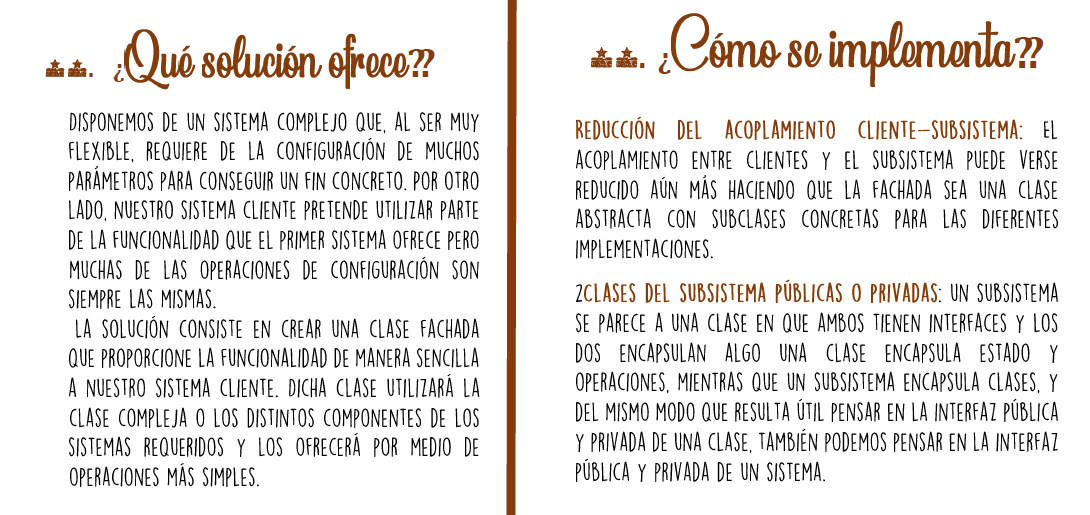 ¿Qué solución ofrece??
DISPONEMOS DE UN SISTEMA COMPLEJO QUE, AL SER MUY
FLEXIBLE, REQUIERE DE LA CONFIGURACIÓN DE MUCHOS
PARÁMETROS PARA CONSEGUIR UN FIN CONCRETO. POR OTRO
LADO, NUESTRO SISTEMA CLIENTE PRETENDE UTILIZAR PARTE
DE LA FUNCIONALIDAD QUE EL PRIMER SISTEMA OFRECE PERO
MUCHAS DE LAS OPERACIONES DE CONFIGURACIÓN SON
SIEMPRE LAS MISMAS.
LA SOLUCIÓN CONSISTE EN CREAR UNA CLASE FACHADA
QUE PROPORCIONE LA FUNCIONALIDAD DE MANERA SENCILLA
A NUESTRO SISTEMA CLIENTE. DICHA CLASE UTILIZARÁ LA
CLASE COMPLEJA O LOS DISTINTOS COMPONENTES DE LOS
SISTEMAS REQUERIDOS Y LOS OFRECERÁ POR MEDIO DE
OPERACIONES MÁS SIMPLES.
¿Cómo se implementa??
REDUCCIÓN DEL ACOPLAMIENTO CLIENTE-SUBSISTEMA: EL
ACOPLAMIENTO ENTRE CLIENTES Y EL SUBSISTEMA PUEDE VERSE
REDUCIDO AÚN MÁS HACIENDO QUE LA FACHADA SEA UNA CLASE
ABSTRACTA CON SUBCLASES CONCRETAS PARA LAS DIFERENTES
IMPLEMENTACIONES.
2CLASES DEL SUBSISTEMA PÚBLICAS O PRIVADAS: UN SUBSISTEMA
SE PARECE A UNA CLASE EN QUE AMBOS TIENEN INTERFACES Y LOS
DOS ENCAPSULAN ALGO UNA CLASE ENCAPSULA ESTADO Y
OPERACIONES, MIENTRAS QUE UN SUBSISTEMA ENCAPSULA CLASES, Y
DEL MISMO MODO QUE RESULTA ÚTIL PENSAR EN LA INTERFAZ PÚBLICA
Y PRIVADA DE UNA CLASE, TAMBIÉN PODEMOS PENSAR EN LA INTERFAZ
PÚBLICA Y PRIVADA DE UN SISTEMA.